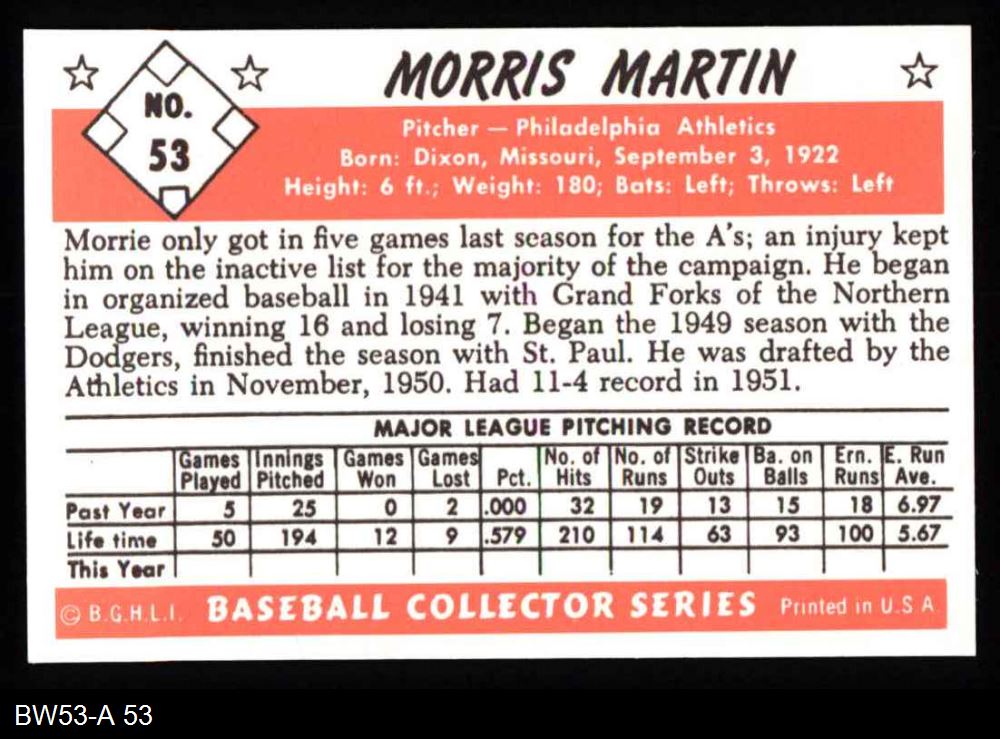 MORRIS MARTIN
NO.
53
Pitcher — Philadelphia Athletics
Born: Dixon, Missouri, September 3, 1922
Height: 6 ft.; Weight: 180; Bats: Left; Throws: Left
Morrie only got in five games last season for the A's; an injury kept
him on the inactive list for the majority of the campaign. He began
in organized baseball in 1941 with Grand Forks of the Northern
League, winning 16 and losing 7. Began the 1949 season with the
Dodgers, finished the season with St. Paul. He was drafted by the
Athletics in November, 1950. Had 11-4 record in 1951.
MAJOR LEAGUE PITCHING RECORD
Games Innings Games Games No. of No. of Strike Ba. on Ern. E. Run
Played Pitched Won Lost Pct. Hits Runs Outs Balls Runs Ave.
Past Year 5 25 0 2 .000 32 19 13 15 18 6.97
Life time 50 194 12 9 .579 210 114 63 93 100 5.67
This Year
© B.G.H.L.I. BASEBALL COLLECTOR SERIES Printed in U.S A
BW53-A 53